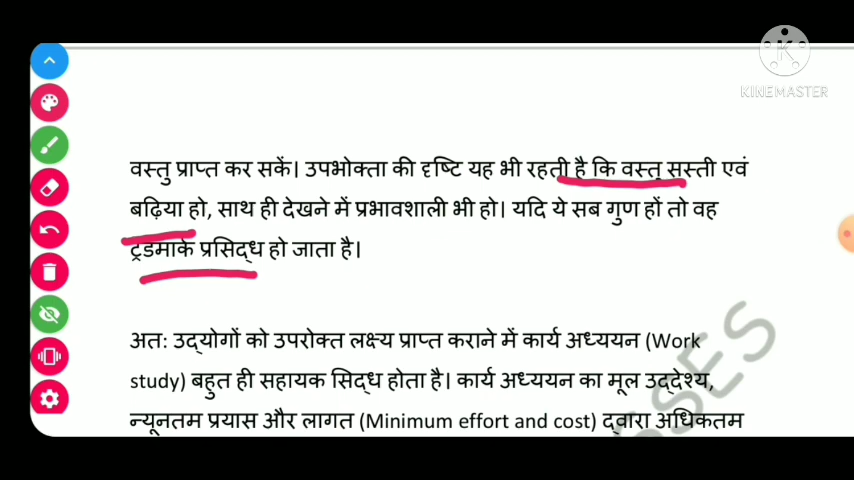 KINEMASTER
वस्तु प्राप्त कर सकें। उपभोक्ता की दृष्टि यह भी रहती है कि वस्तु सस्ती एवं
बढ़िया हो, साथ ही देखने में प्रभावशाली भी हो। यदि ये सब गुण हों तो वह
ट्रेडमार्क प्रसिद्ध हो जाता है।
अतः उद्योगों को उपरोक्त लक्ष्य प्राप्त कराने में कार्य अध्ययन (Work
study) बहुत ही सहायक सिद्ध होता है। कार्य अध्ययन का मूल उद्देश्य,
न्यूनतम प्रयास और लागत (Minimum effort and cost) द्वारा अधिकतम